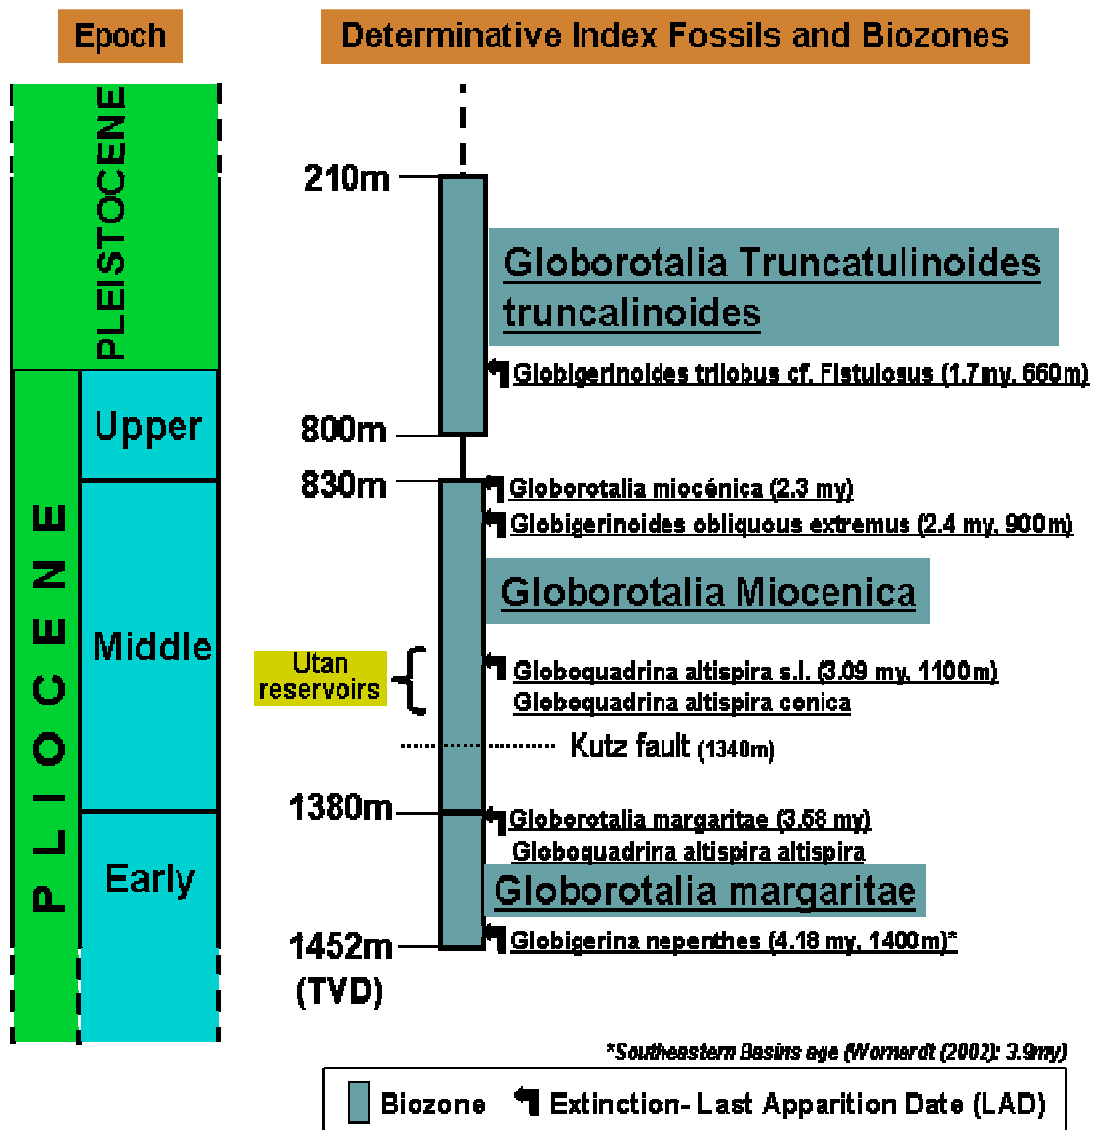 Epoch
Determinative Index Fossils and Biozones
PLEISTOCENE
210m
Globorotalia Truncatulinoides
truncalinoides
Globigerinoides trilobus cf. Fistulosus (1.7my, 660m)
Upper
800m
830m
Globorotalia miocénica (2.3 my)
Globigerinoides obliquous extremus (2.4 my, 900m)
PLIOCENE
Globorotalia Miocenica
Middle
Utan
reservoirs
Globoquadrina altispira s.l. (3.09 my, 1100m)
Globoquadrina altispira conica
Kutz fault (1340m)
1380m
Globorotalia margaritae (3.58 my)
Globoquadrina altispira altispira
Early
Globorotalia margaritae
Globigerina nepenthes (4.18 my, 1400m)*
1452m
(TVD)
*Southeastern Basins age (Wornardt (2002): 3.9my)
Biozone
Extinction- Last Apparition Date (LAD)